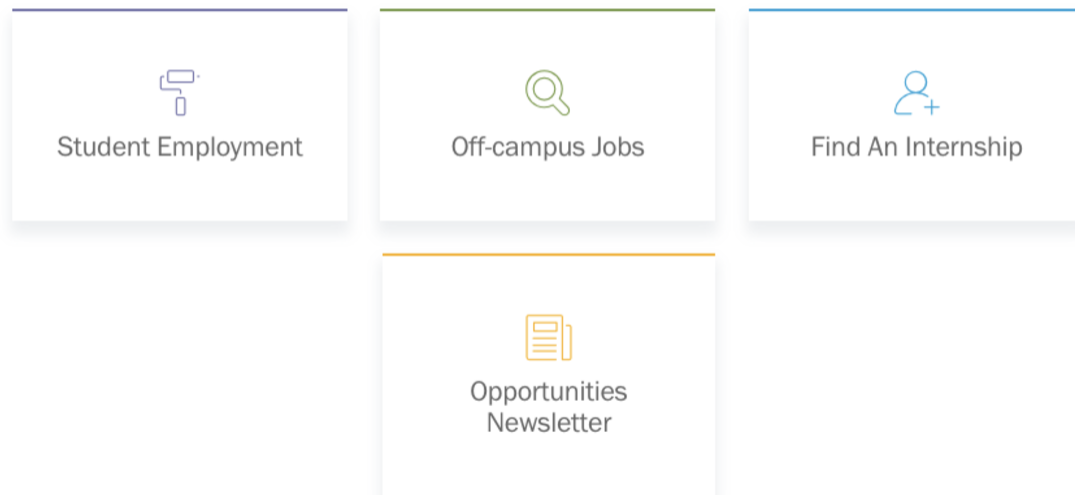 Student Employment
Off-campus Jobs
Find An Internship
Opportunities
Newsletter